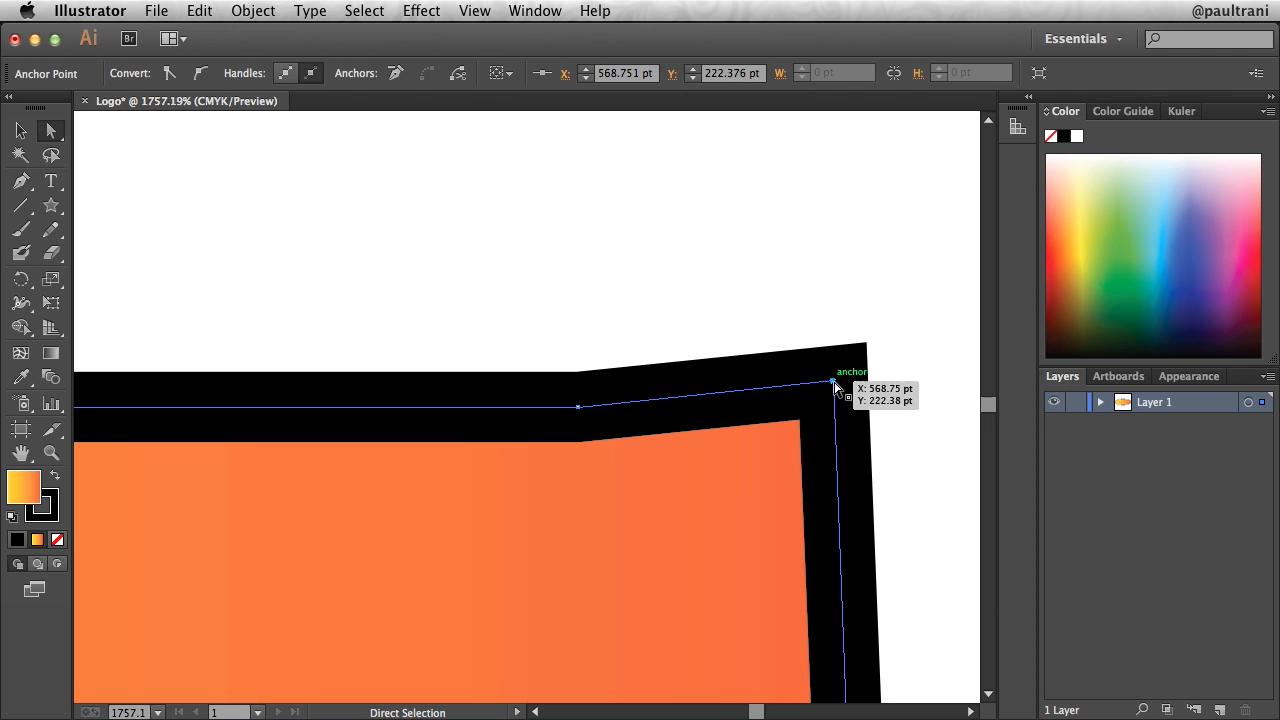 Illustrator File Edit Object Type Select Effect View Window Help @paultrani
Ai Br Essentials
Anchor Point Convert: Handles: Anchors: X: 568.751 pt Y: 222.376 pt W: 0 pt H: 0 pt
Logo* @ 1757.19% (CMYK/Preview)
Color Color Guide Kuler
anchor
X: 568.75 pt
Y: 222.38 pt
Layers Artboards Appearance
Layer 1
1757.1 1 Direct Selection 1 Layer